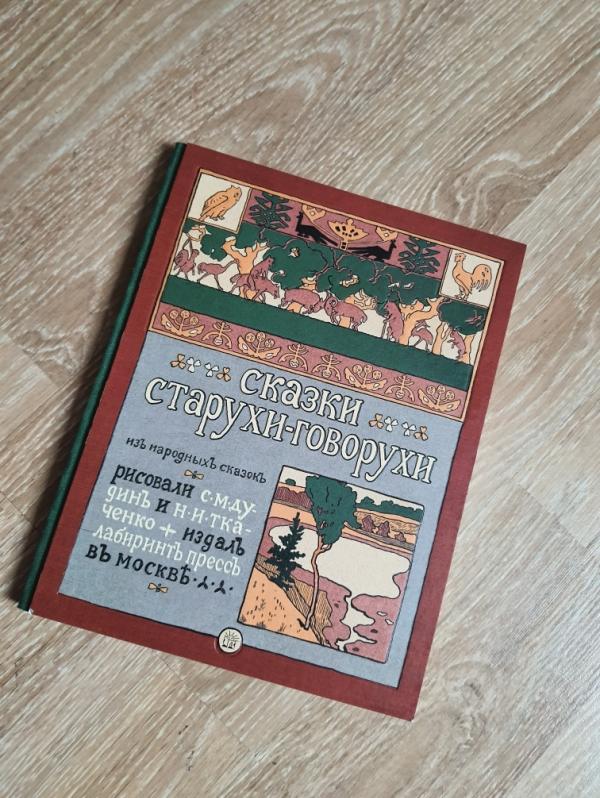 сказки
старухи-говорухи
изъ народныхъ сказокъ
рисовали с·м·ду-
динъ и н·и·тка-
ченко + издалъ
лабиринтъ прессъ
въ москвѣ